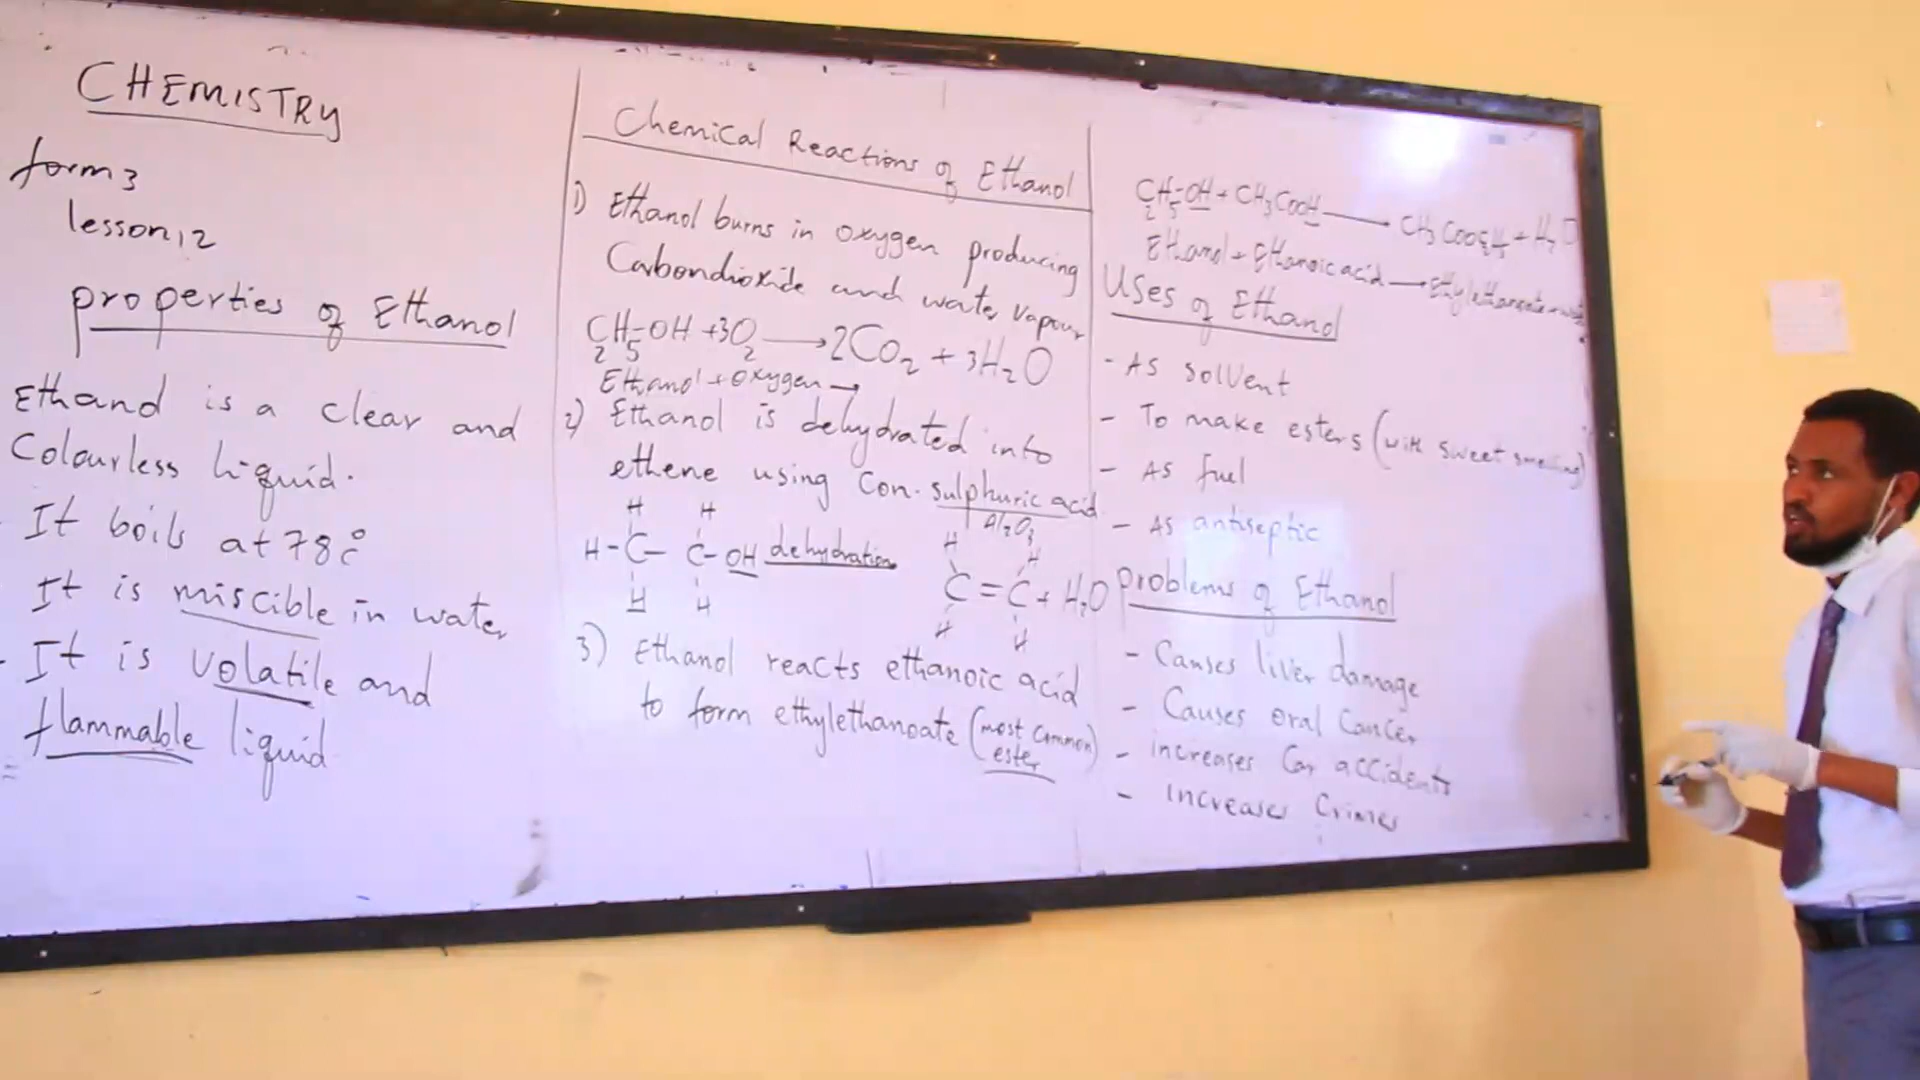 CHEMISTRY
form 3
lesson 12
properties of Ethanol
Ethanol is a clear and
Colourless liquid.
- It boils at 78°c
It is miscible in water
- It is volatile and
flammable liquid
Chemical Reactions of Ethanol
1) Ethanol burns in oxygen producing
Carbondioxide and water vapour
C2H5-OH + 3O2 → 2CO2 + 3H2O
Ethanol + Oxygen →
2) Ethanol is dehydrated into
ethene using Con. sulphuric acid
Al2O3
H H
H-C-C-OH dehydration
H H
H H
C=C + H2O
H H
3) Ethanol reacts ethanoic acid
to form ethylethanoate (most common)
ester
C2H5-OH + CH3COOH → CH3COOC2H5 + H2O
Ethanol + Ethanoic acid → Ethylethanoate + water
Uses of Ethanol
- As solvent
- To make esters (with sweet smelling)
- As fuel
- As antiseptic
problems of Ethanol
- Causes liver damage
- Causes oral Cancer
- increases Car accidents
- increases Crimes